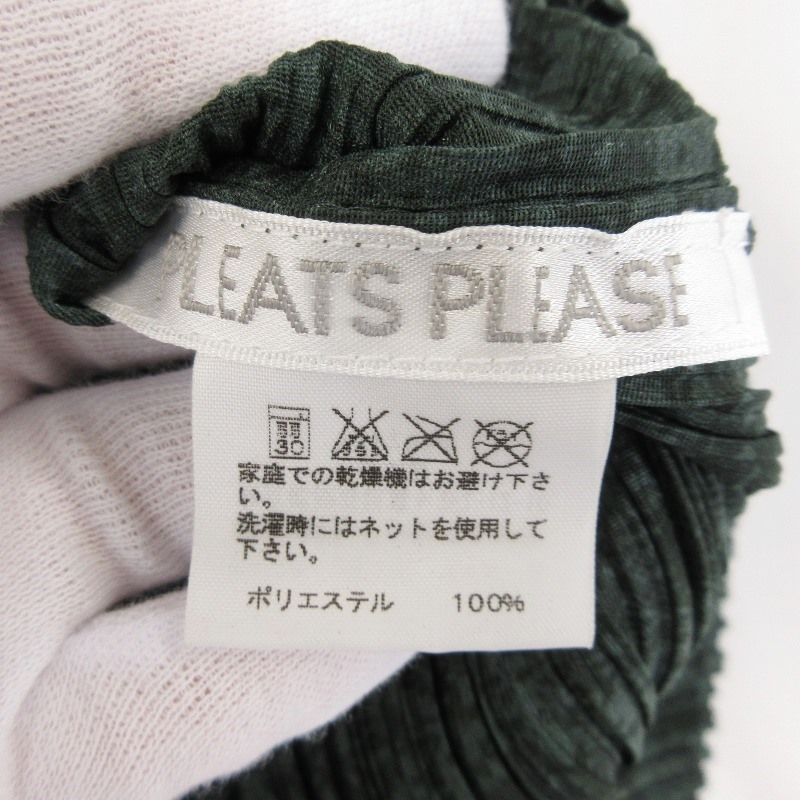 PLEATS PLEASE
弱
30
家庭での乾燥機はお避け下さ
い。
洗濯時にはネットを使用して
下さい。
ポリエステル 100%